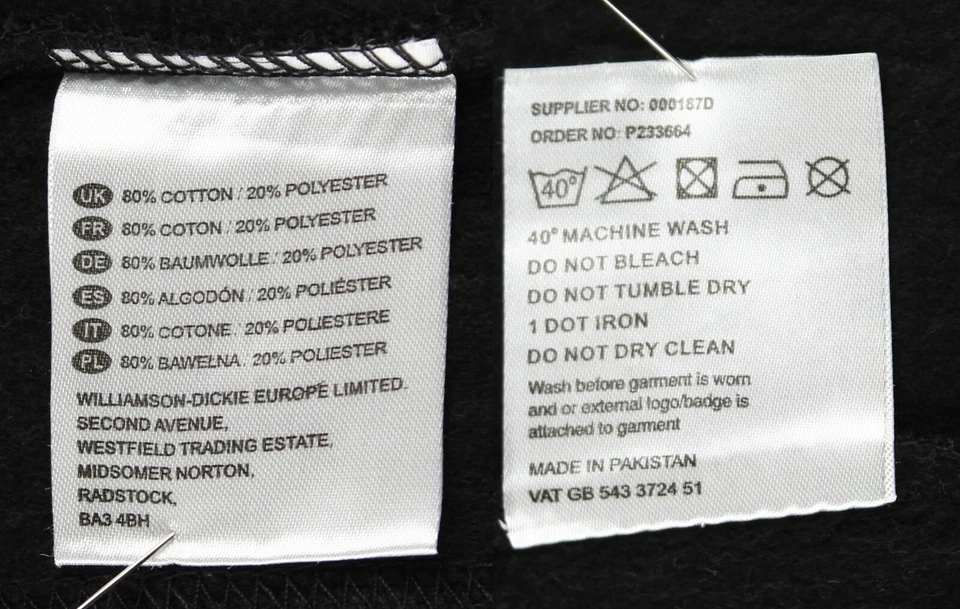 UK 80% COTTON / 20% POLYESTER
FR 80% COTON / 20% POLYESTER
DE 80% BAUMWOLLE / 20% POLYESTER
ES 80% ALGODÓN / 20% POLIÉSTER
IT 80% COTONE / 20% POLIESTERE
PL 80% BAWEŁNA / 20% POLIESTER
WILLIAMSON-DICKIE EUROPE LIMITED.
SECOND AVENUE,
WESTFIELD TRADING ESTATE,
MIDSOMER NORTON,
RADSTOCK,
BA3 4BH
SUPPLIER NO: 000187D
ORDER NO: P233664
40°
40° MACHINE WASH
DO NOT BLEACH
DO NOT TUMBLE DRY
1 DOT IRON
DO NOT DRY CLEAN
Wash before garment is worn
and or external logo/badge is
attached to garment
MADE IN PAKISTAN
VAT GB 543 3724 51